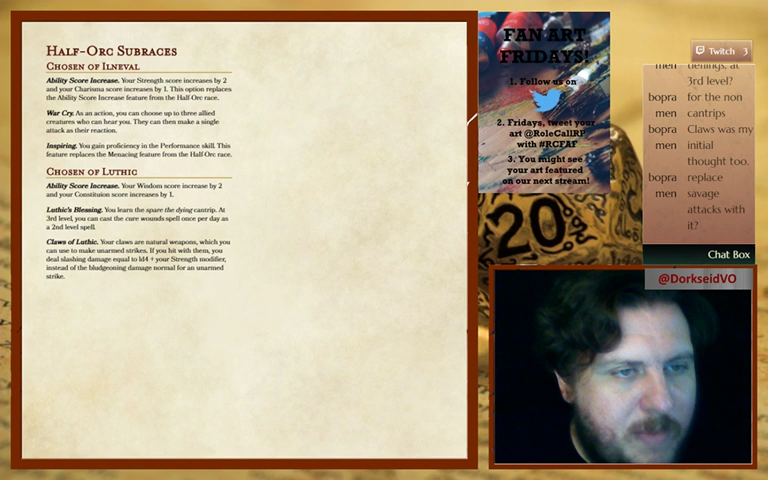 Half-Orc Subraces
Chosen of Ilneval
Ability Score Increase. Your Strength score increases by 2
and your Charisma score increases by 1. This option replaces
the Ability Score Increase feature from the Half-Orc race.
War Cry. As an action, you can choose up to three allied
creatures who can hear you. They can then make a single
attack as their reaction.
Inspiring. You gain proficiency in the Performance skill. This
feature replaces the Menacing feature from the Half-Orc race.
Chosen of Luthic
Ability Score Increase. Your Wisdom score increase by 2
and your Constituion score increases by 1.
Luthic's Blessing. You learn the spare the dying cantrip. At
3rd level, you can cast the cure wounds spell once per day as
a 2nd level spell.
Claws of Luthic. Your claws are natural weapons, which you
can use to make unarmed strikes. If you hit with them, you
deal slashing damage equal to 1d4 + your Strength modifier,
instead of the bludgeoning damage normal for an unarmed
strike.
FAN ART
FRIDAYS!
1. Follow us on
2. Fridays, tweet your
art @RoleCallRP
with #RCFAF
3. You might see
your art featured
on our next stream!
20
Twitch 3
men at
3rd level?
bopra for the non
men cantrips
bopra Claws was my
men initial
thought too.
bopra replace
men savage
attacks with
it?
Chat Box
@DorkseidVO